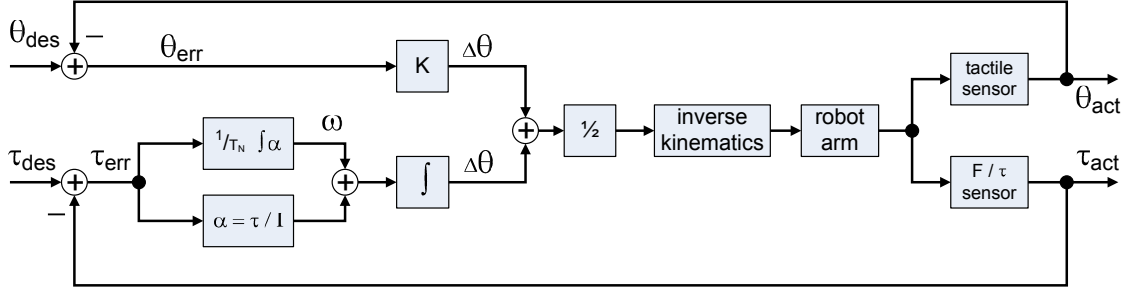 θdes
−
θerr
K
Δθ
tactile
sensor
θact
½
inverse
kinematics
robot
arm
τdes
−
τerr
1/TN ∫α
ω
α = τ / I
∫
Δθ
F / τ
sensor
τact